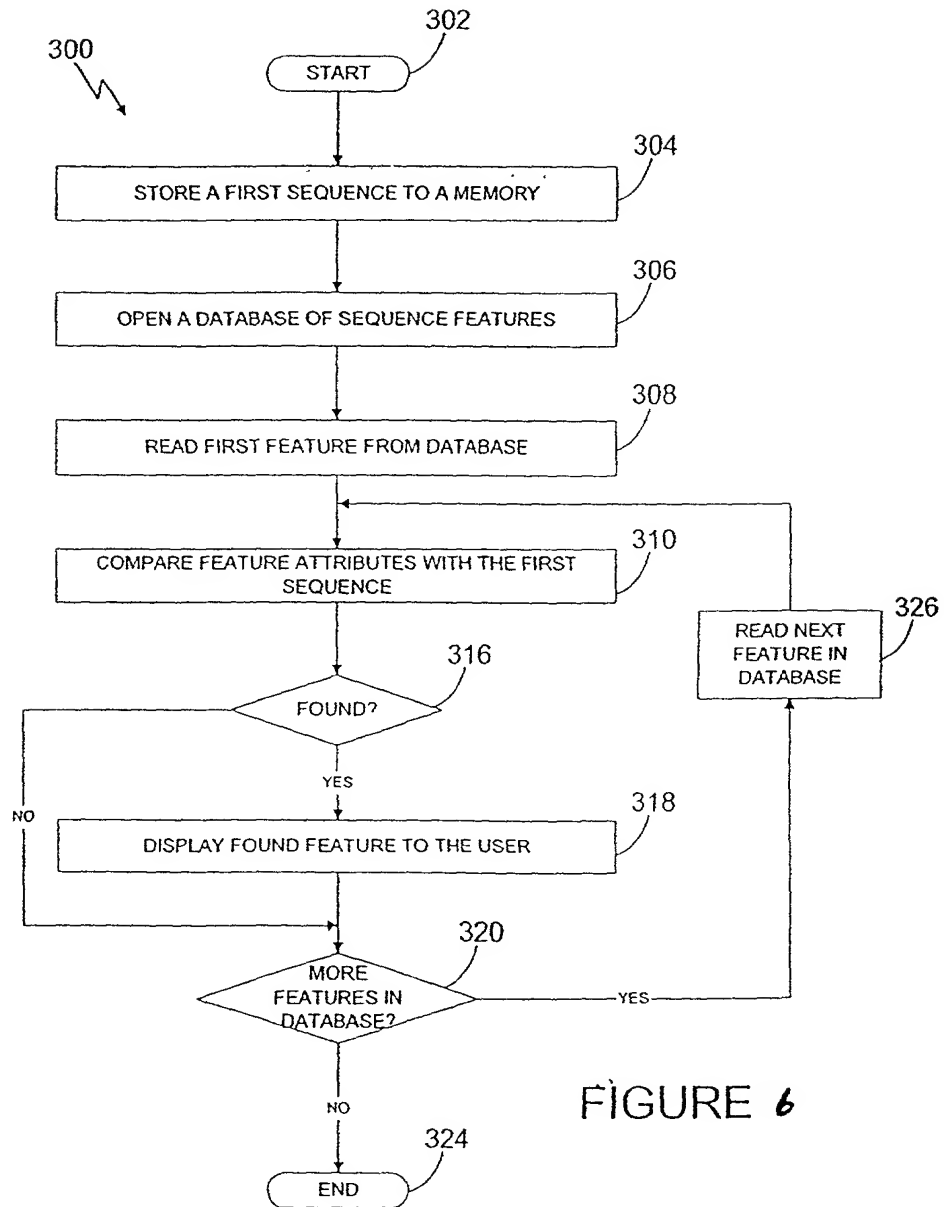 302
300
START
304
STORE A FIRST SEQUENCE TO A MEMORY
306
OPEN A DATABASE OF SEQUENCE FEATURES
308
READ FIRST FEATURE FROM DATABASE
310
COMPARE FEATURE ATTRIBUTES WITH THE FIRST
SEQUENCE
326
READ NEXT
FEATURE IN
DATABASE
316
FOUND?
YES
NO
318
DISPLAY FOUND FEATURE TO THE USER
320
MORE
FEATURES IN
DATABASE?
YES
NO
FIGURE 6
324
END